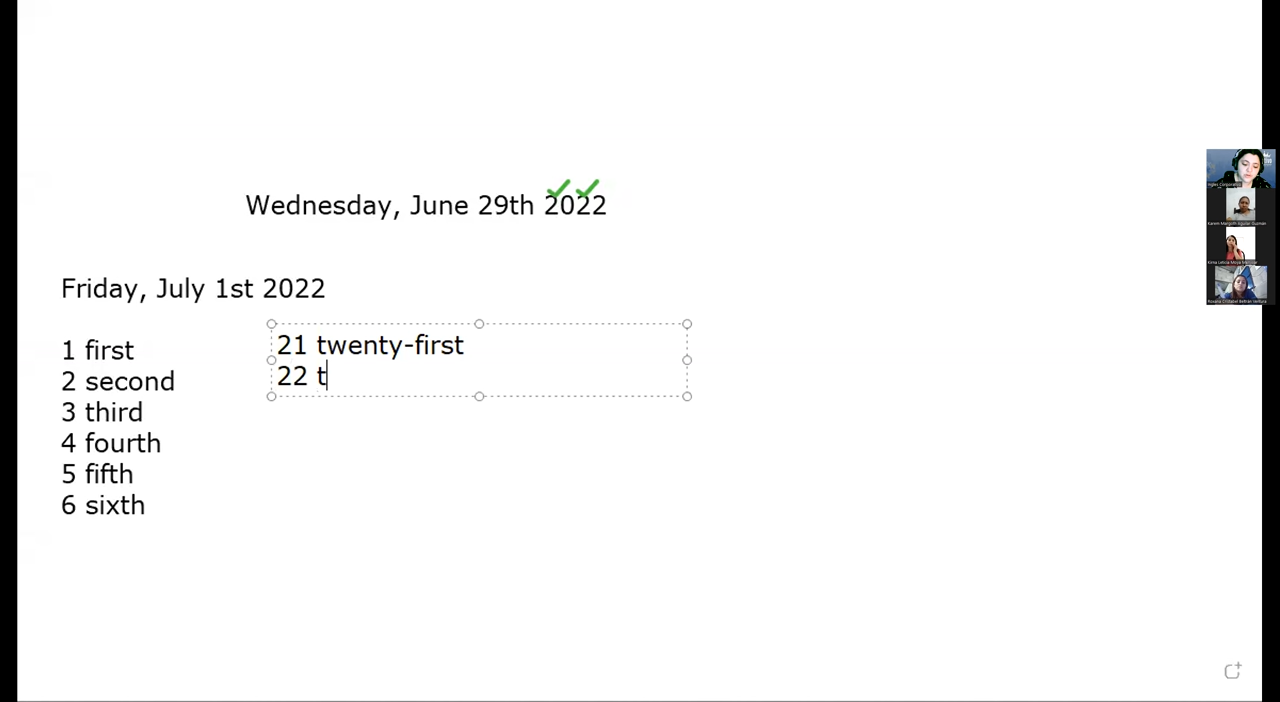 Wednesday, June 29th 2022
Friday, July 1st 2022
1 first
2 second
3 third
4 fourth
5 fifth
6 sixth
21 twenty-first
22 t